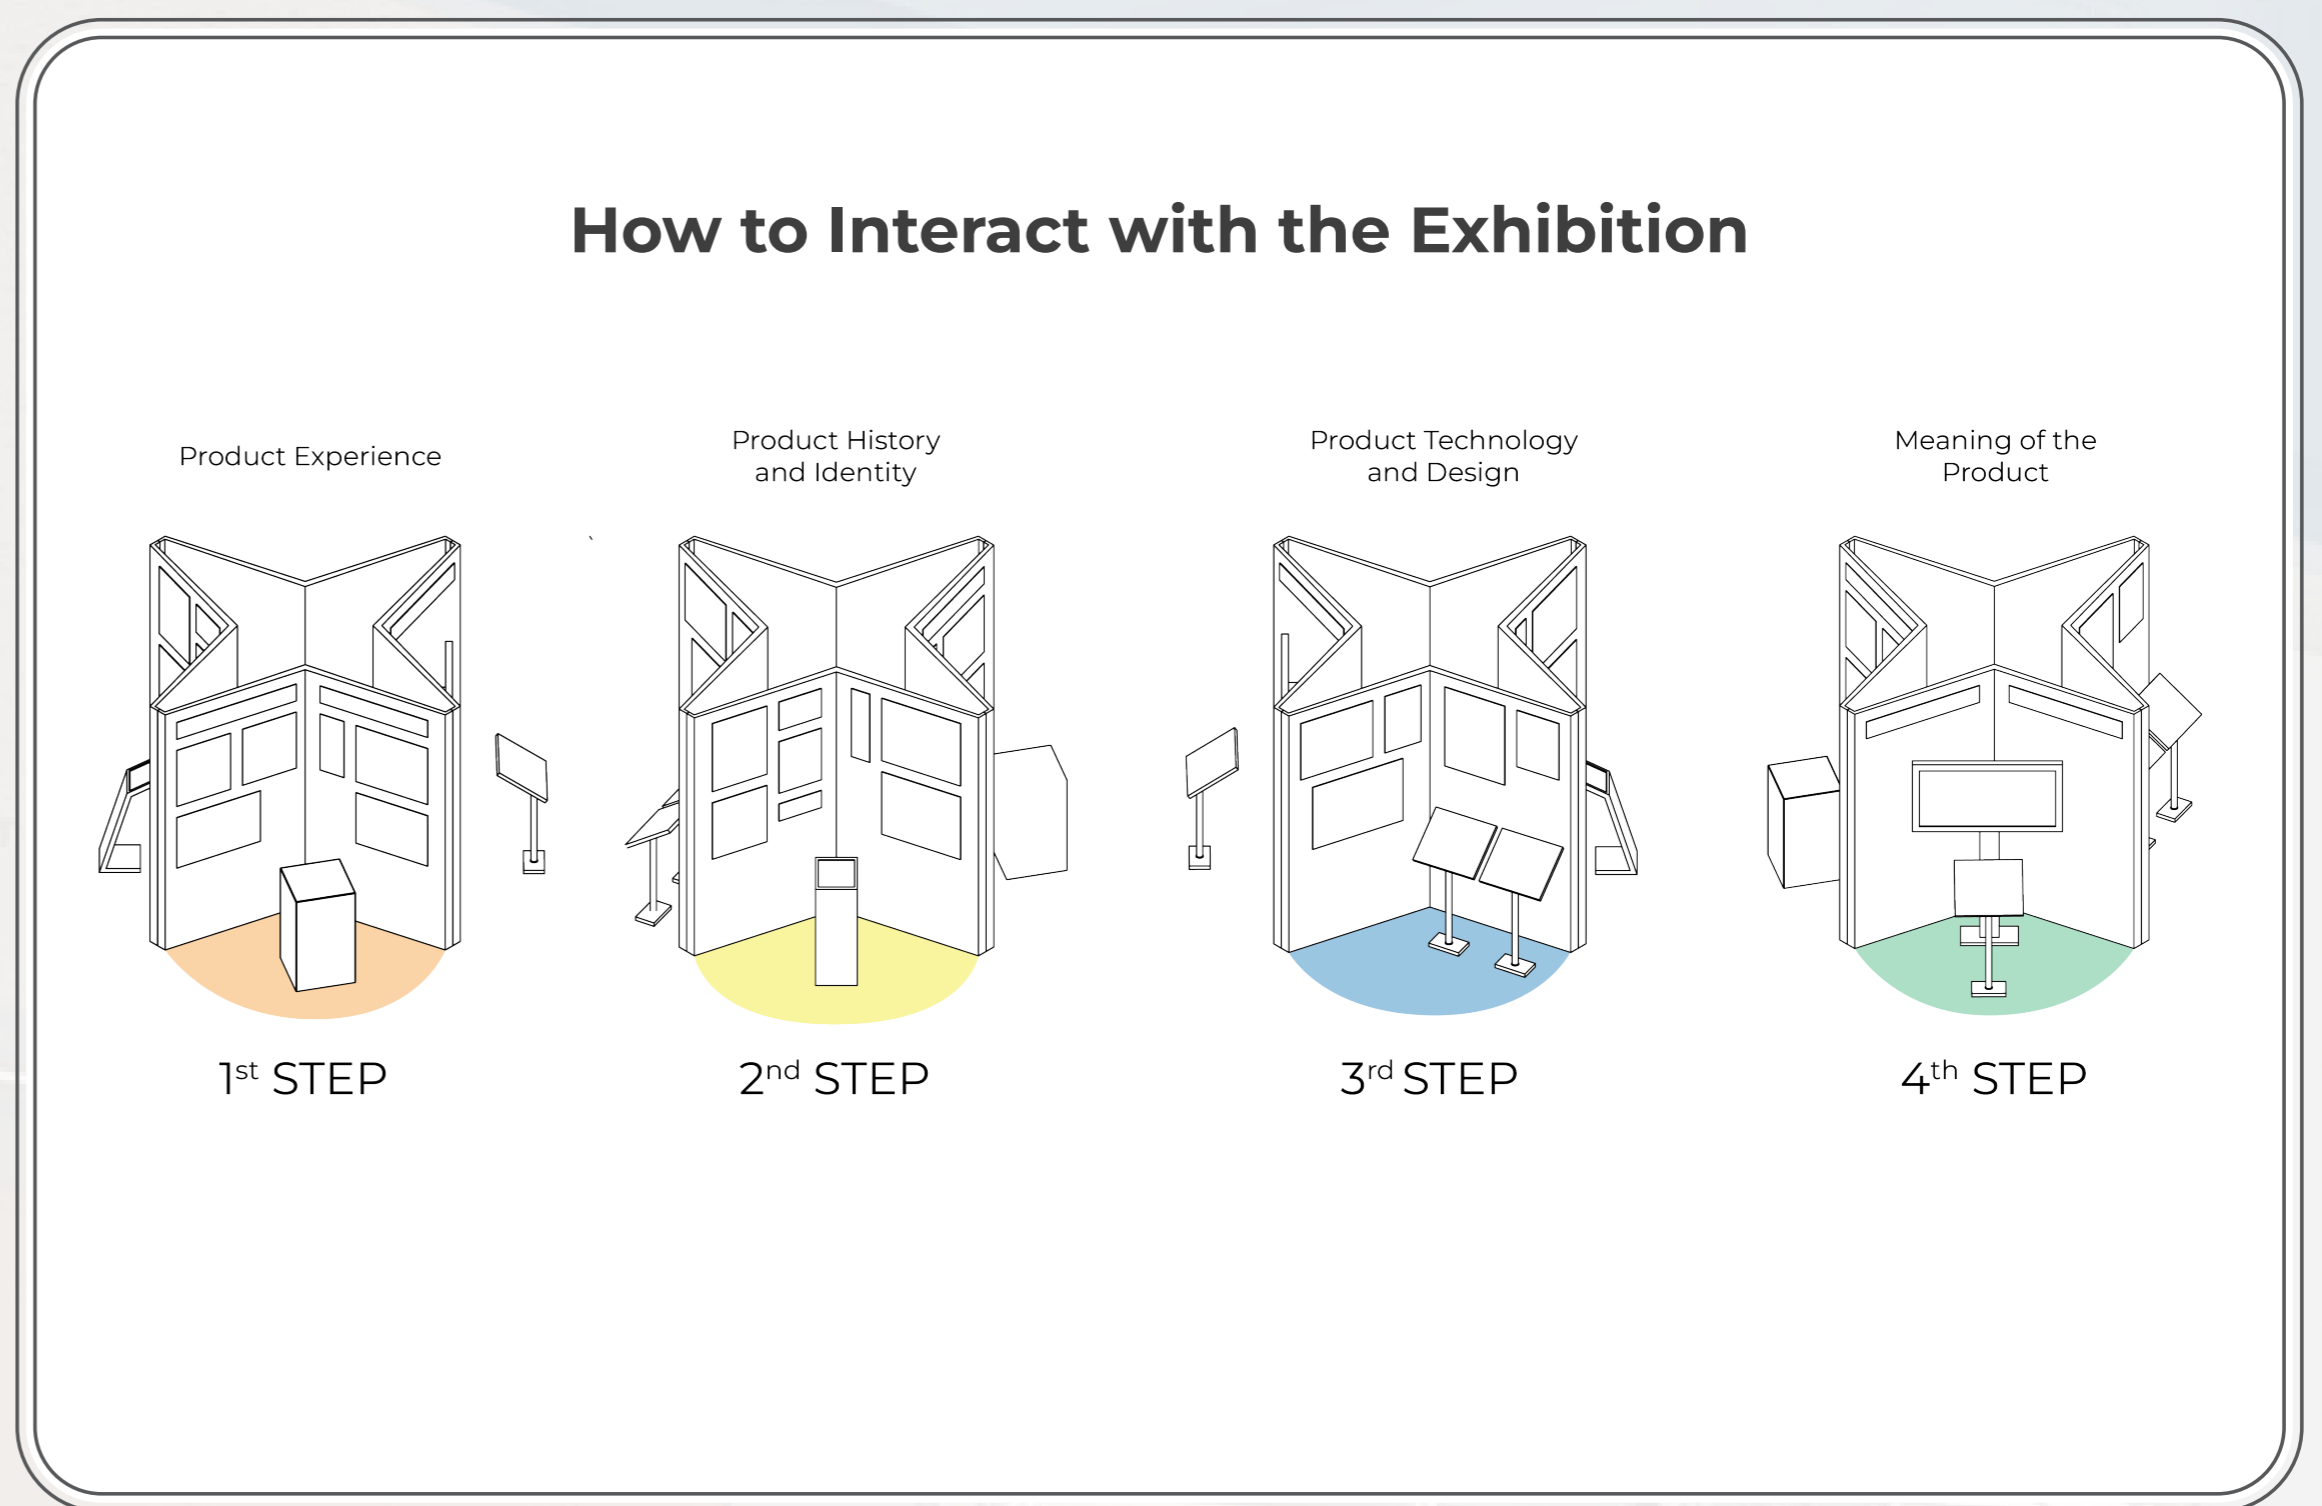 How to Interact with the Exhibition
Product Experience
Product History
and Identity
Product Technology
and Design
Meaning of the
Product
1st STEP
2nd STEP
3rd STEP
4th STEP